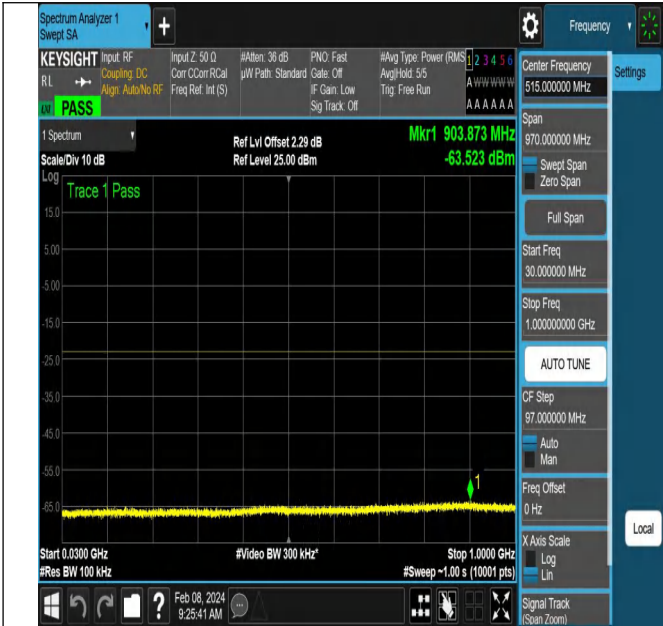 Spectrum Analyzer 1
Swept SA
+
Frequency
KEYSIGHT
RL
LXI
PASS
Input: RF
Coupling: DC
Align: Auto/No RF
Input Z: 50 Ω
Corr CCorr RCal
Freq Ref: Int (S)
#Atten: 36 dB
µW Path: Standard
PNO: Fast
Gate: Off
IF Gain: Low
Sig Track: Off
#Avg Type: Power (RMS
Avg|Hold: 5/5
Trig: Free Run
1 2 3 4 5 6
A W W W W W
A A A A A A
1 Spectrum
Scale/Div 10 dB
Ref Lvl Offset 2.29 dB
Ref Level 25.00 dBm
Mkr1 903.873 MHz
-63.523 dBm
Log
Trace 1 Pass
15.0
5.00
-5.00
-15.0
-25.0
-35.0
-45.0
-55.0
-65.0
1
Start 0.0300 GHz
#Res BW 100 kHz
#Video BW 300 kHz*
Stop 1.0000 GHz
#Sweep ~1.00 s (10001 pts)
Center Frequency
515.000000 MHz
Settings
Span
970.000000 MHz
Swept Span
Zero Span
Full Span
Start Freq
30.000000 MHz
Stop Freq
1.000000000 GHz
AUTO TUNE
CF Step
97.000000 MHz
Auto
Man
Freq Offset
0 Hz
Local
X Axis Scale
Log
Lin
Signal Track
(Span Zoom)
?
Feb 08, 2024
9:25:41 AM